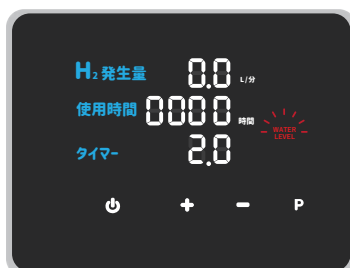 H₂ 発生量 0.0 L/分
使用時間 0000 時間
WATER
LEVEL
タイマー 2.0
P